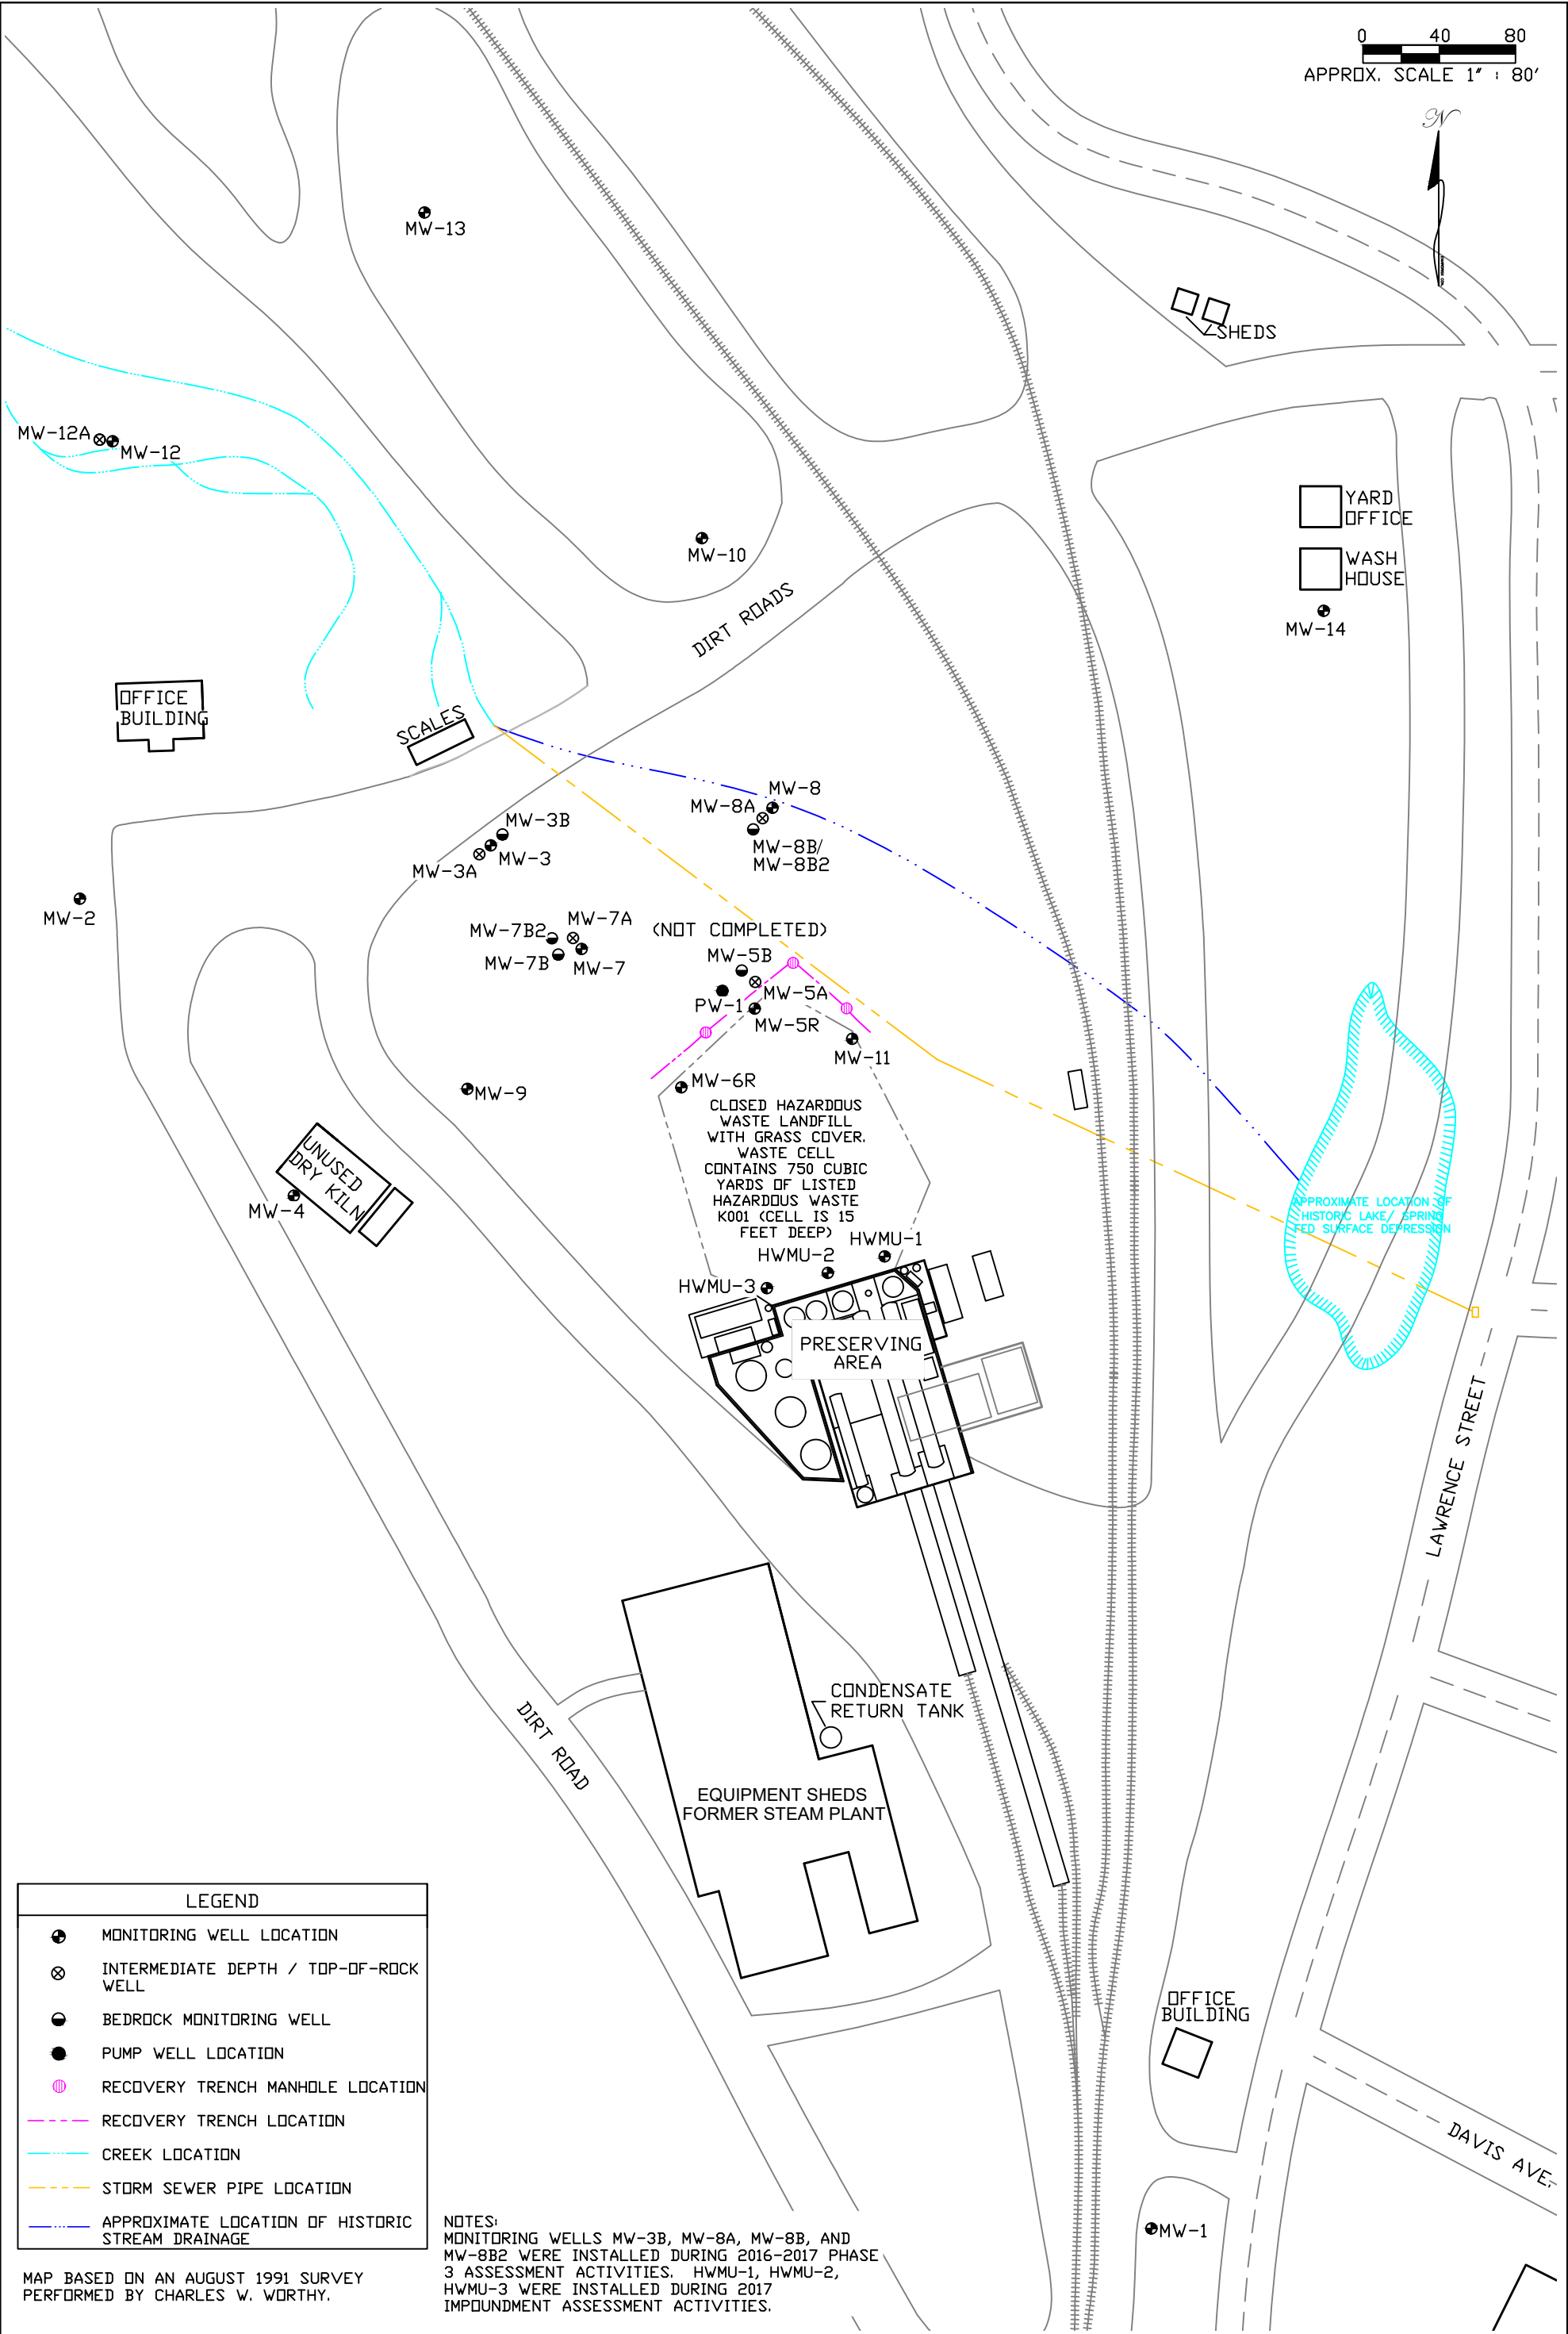 0 40 80
APPROX. SCALE 1" : 80'
N
MW-13
SHEDS
MW-12A
MW-12
YARD
OFFICE
MW-10
WASH
HOUSE
DIRT ROADS
MW-14
OFFICE
BUILDING
SCALES
MW-8
MW-8A
MW-3B
MW-8B/
MW-8B2
MW-3
MW-3A
MW-2
MW-7A
(NOT COMPLETED)
MW-7B2
MW-5B
MW-7B
MW-7
MW-5A
PW-1
MW-5R
MW-11
MW-6R
MW-9
CLOSED HAZARDOUS
WASTE LANDFILL
WITH GRASS COVER.
WASTE CELL
CONTAINS 750 CUBIC
YARDS OF LISTED
HAZARDOUS WASTE
K001 (CELL IS 15
FEET DEEP)
UNUSED
DRY KILN
MW-4
APPROXIMATE LOCATION OF
HISTORIC LAKE/ SPRING
FED SURFACE DEPRESSION
HWMU-1
HWMU-2
HWMU-3
PRESERVING
AREA
LAWRENCE STREET
CONDENSATE
RETURN TANK
DIRT ROAD
EQUIPMENT SHEDS
FORMER STEAM PLANT
LEGEND
MONITORING WELL LOCATION
INTERMEDIATE DEPTH / TOP-OF-ROCK
WELL
BEDROCK MONITORING WELL
PUMP WELL LOCATION
RECOVERY TRENCH MANHOLE LOCATION
RECOVERY TRENCH LOCATION
CREEK LOCATION
STORM SEWER PIPE LOCATION
APPROXIMATE LOCATION OF HISTORIC
STREAM DRAINAGE
OFFICE
BUILDING
DAVIS AVE.
MW-1
NOTES:
MONITORING WELLS MW-3B, MW-8A, MW-8B, AND
MW-8B2 WERE INSTALLED DURING 2016-2017 PHASE
3 ASSESSMENT ACTIVITIES. HWMU-1, HWMU-2,
HWMU-3 WERE INSTALLED DURING 2017
IMPOUNDMENT ASSESSMENT ACTIVITIES.
MAP BASED ON AN AUGUST 1991 SURVEY
PERFORMED BY CHARLES W. WORTHY.